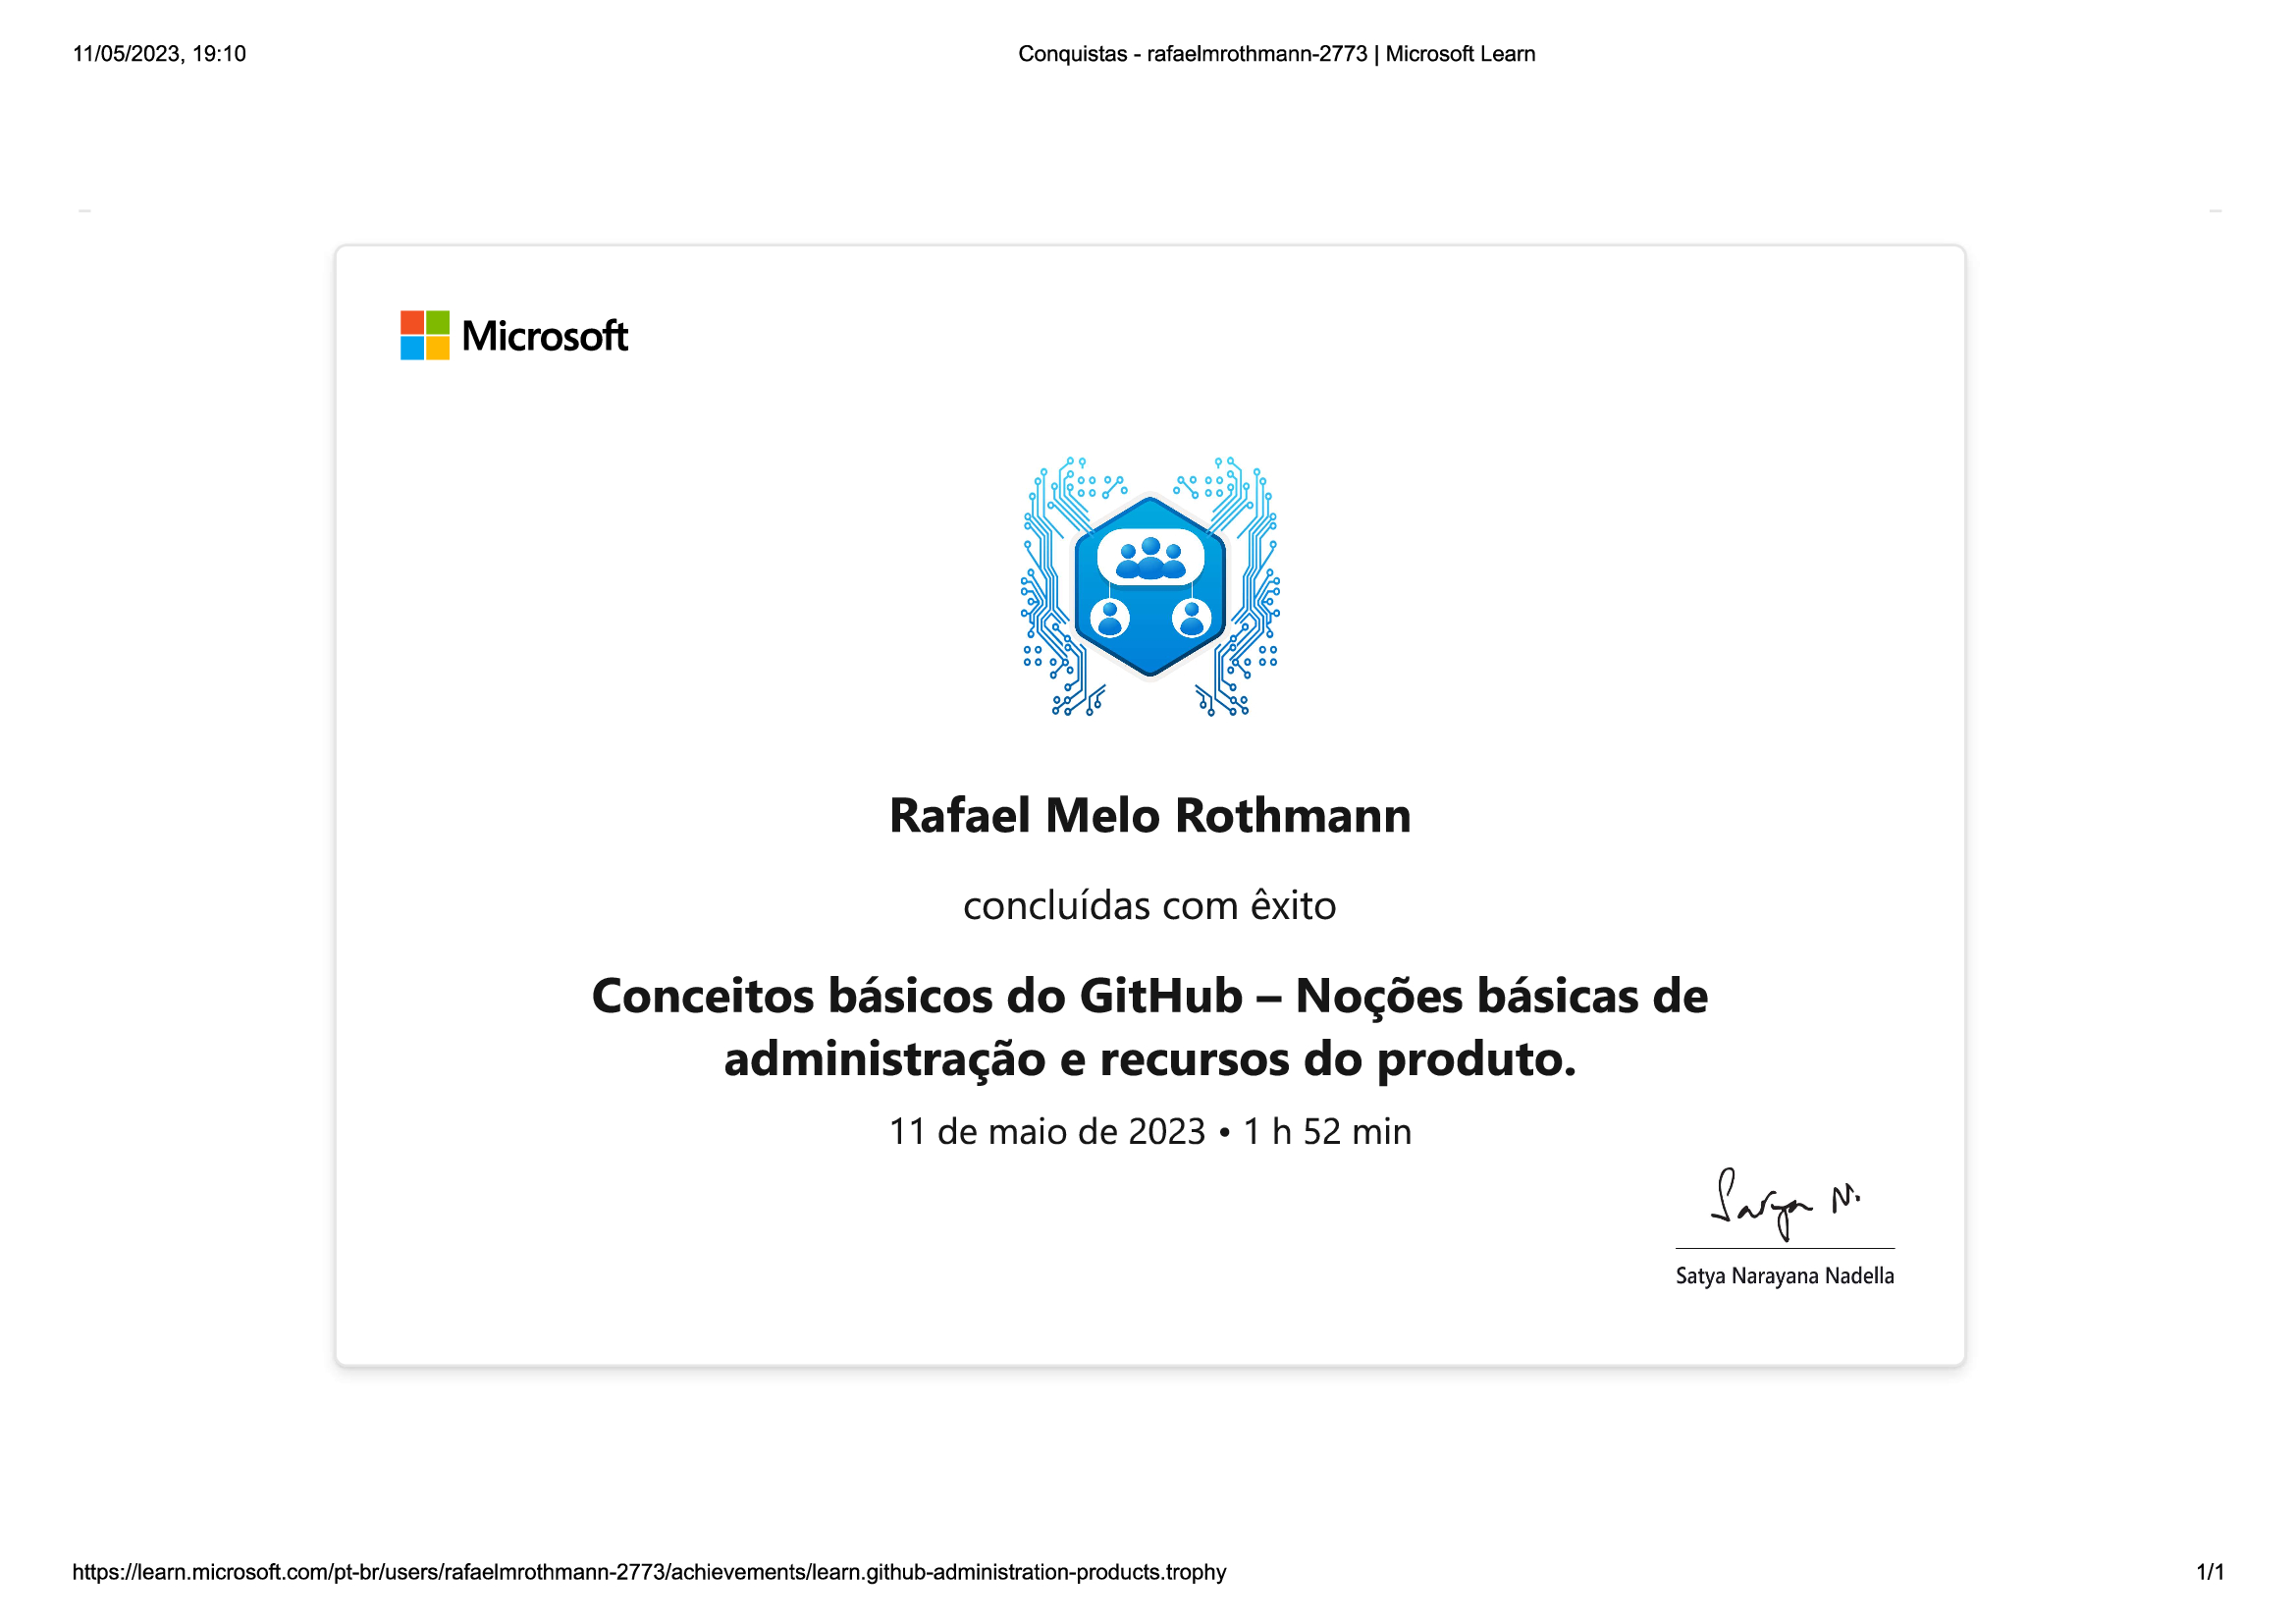 11/05/2023, 19:10
Conquistas - rafaelmrothmann-2773 | Microsoft Learn
Microsoft
Rafael Melo Rothmann
concluídas com êxito
Conceitos básicos do GitHub – Noções básicas de
administração e recursos do produto.
11 de maio de 2023 • 1 h 52 min
Satya N.
Satya Narayana Nadella
https://learn.microsoft.com/pt-br/users/rafaelmrothmann-2773/achievements/learn.github-administration-products.trophy
1/1